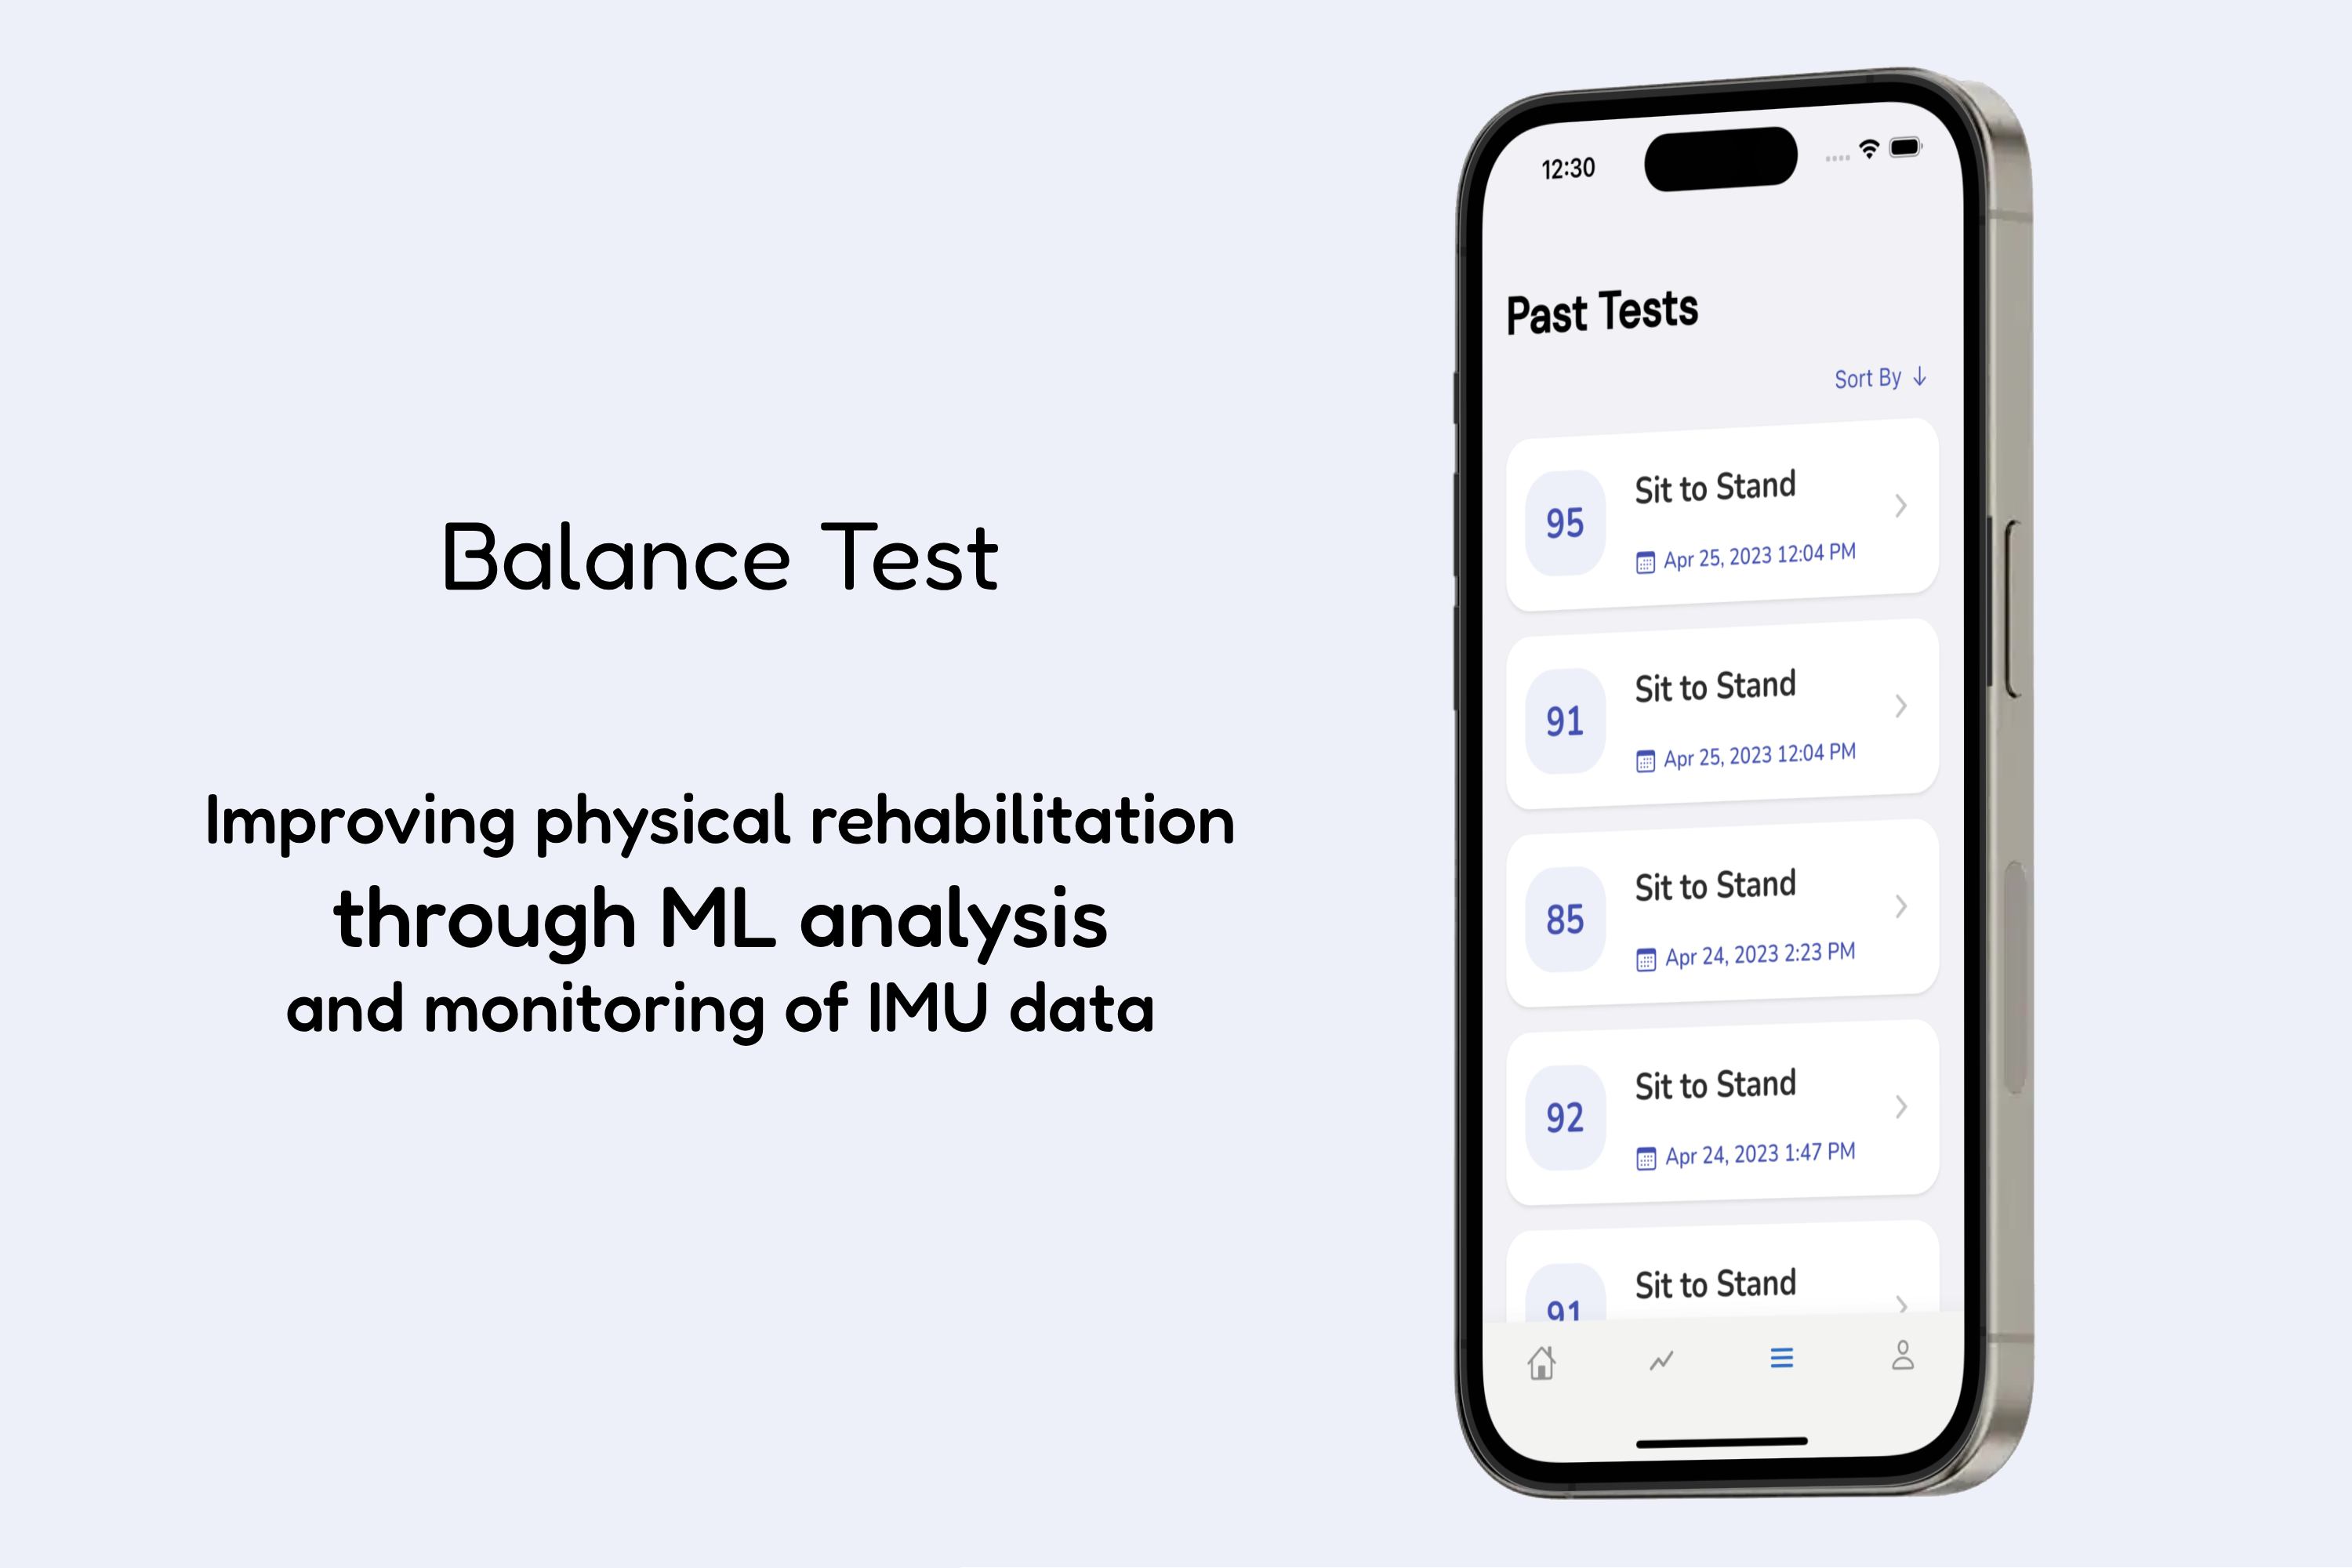 Balance Test
Improving physical rehabilitation
through ML analysis
and monitoring of IMU data
12:30
Past Tests
Sort By ↓
95
Sit to Stand
Apr 25, 2023 12:04 PM
91
Sit to Stand
Apr 25, 2023 12:04 PM
85
Sit to Stand
Apr 24, 2023 2:23 PM
92
Sit to Stand
Apr 24, 2023 1:47 PM
91
Sit to Stand